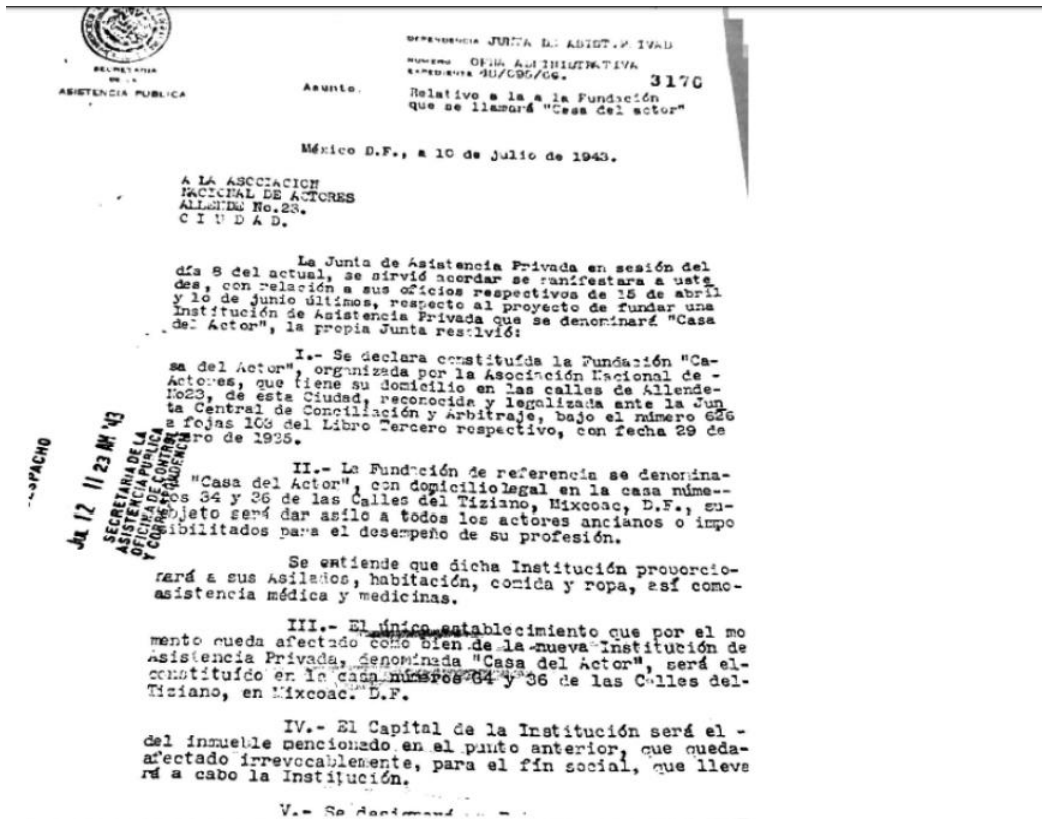 SECRETARIA
DE LA
ASISTENCIA PUBLICA
DEPENDENCIA JUNTA DE ASIST. PRIVAD
NUMERO OFNA ADMINISTRATIVA
EXPEDIENTE
3170
Asunto.
Relativo a la a la Fundación
que se llamará "Casa del actor"
México D.F., a 10 de julio de 1943.
A LA ASOCIACION
NACIONAL DE ACTORES
ALLENDE No.23.
C I U D A D.
La Junta de Asistencia Privada en sesión del
día 8 del actual, se sirvió acordar se manifestara a uste
des, con relación a sus oficios respectivos de 15 de abril
y 10 de junio últimos, respecto al proyecto de fundar una
Institución de Asistencia Privada que se denominará "Casa
del Actor", la propia Junta resolvió:
I.- Se declara constituída la Fundación "Ca-
sa del Actor", organizada por la Asociación Nacional de -
Actores, que tiene su domicilio en las calles de Allende-
No23, de esta Ciudad, reconocida y legalizada ante la Jun
ta Central de Conciliación y Arbitraje, bajo el número 626
a fojas 103 del Libro Tercero respectivo, con fecha 29 de
ero de 1935.
II.- La Fundación de referencia se denomina-
"Casa del Actor", con domicilio legal en la casa núme--
ros 34 y 36 de las Calles del Tiziano, Mixcoac, D.F., su-
objeto será dar asilo a todos los actores ancianos o impo
sibilitados para el desempeño de su profesión.
Se entiende que dicha Institución proporcio-
rará a sus Asilados, habitación, comida y ropa, así como-
asistencia médica y medicinas.
III.- El único establecimiento que por el mo
mento queda afectado como bien de la nueva Institución de
Asistencia Privada, denominada "Casa del Actor", será el-
constituído en la casa números 34 y 36 de las Calles del-
Tiziano, en Mixcoac. D.F.
IV.- El Capital de la Institución será el -
del inmueble mencionado en el punto anterior, que queda-
afectado irrevocablemente, para el fin social, que lleve
rá a cabo la Institución.
V.- Se designará
ESPACHO
JUL 12 11 23 AM '43
SECRETARIA DE LA
ASISTENCIA PUBLICA
OFICINA DE CONTROL
Y CORRESPONDENCIA